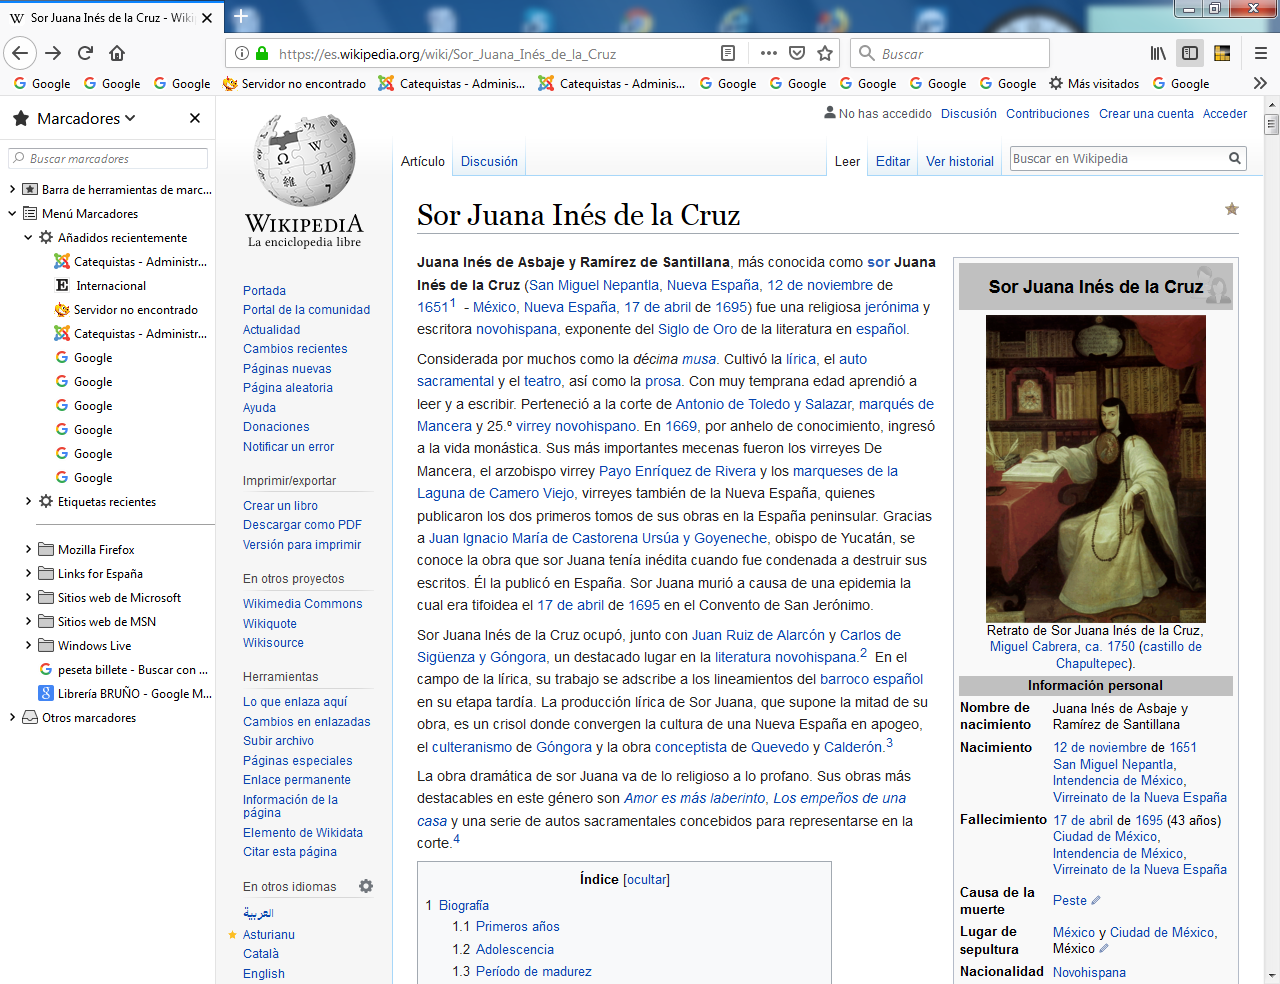 Sor Juana Inés de la Cruz - Wiki
https://es.wikipedia.org/wiki/Sor_Juana_Inés_de_la_Cruz
Buscar
Google Google Google Servidor no encontrado Catequistas - Adminis... Catequistas - Adminis... Google Google Google Google Google Más visitados Google
Marcadores
Buscar marcadores
Barra de herramientas de marc...
Menú Marcadores
Añadidos recientemente
Catequistas - Administr...
Internacional
Servidor no encontrado
Catequistas - Administr...
Google
Google
Google
Google
Google
Google
Etiquetas recientes
Mozilla Firefox
Links for España
Sitios web de Microsoft
Sitios web de MSN
Windows Live
peseta billete - Buscar con ...
Librería BRUÑO - Google M...
Otros marcadores
WIKIPEDIA
La enciclopedia libre
Portada
Portal de la comunidad
Actualidad
Cambios recientes
Páginas nuevas
Página aleatoria
Ayuda
Donaciones
Notificar un error
Imprimir/exportar
Crear un libro
Descargar como PDF
Versión para imprimir
En otros proyectos
Wikimedia Commons
Wikiquote
Wikisource
Herramientas
Lo que enlaza aquí
Cambios en enlazadas
Subir archivo
Páginas especiales
Enlace permanente
Información de la
página
Elemento de Wikidata
Citar esta página
En otros idiomas
العربية
Asturianu
Català
English
No has accedido Discusión Contribuciones Crear una cuenta Acceder
Artículo Discusión Leer Editar Ver historial Buscar en Wikipedia
Sor Juana Inés de la Cruz
Juana Inés de Asbaje y Ramírez de Santillana, más conocida como sor Juana
Inés de la Cruz (San Miguel Nepantla, Nueva España, 12 de noviembre de
1651¹ - México, Nueva España, 17 de abril de 1695) fue una religiosa jerónima y
escritora novohispana, exponente del Siglo de Oro de la literatura en español.
Considerada por muchos como la décima musa. Cultivó la lírica, el auto
sacramental y el teatro, así como la prosa. Con muy temprana edad aprendió a
leer y a escribir. Perteneció a la corte de Antonio de Toledo y Salazar, marqués de
Mancera y 25.º virrey novohispano. En 1669, por anhelo de conocimiento, ingresó
a la vida monástica. Sus más importantes mecenas fueron los virreyes De
Mancera, el arzobispo virrey Payo Enríquez de Rivera y los marqueses de la
Laguna de Camero Viejo, virreyes también de la Nueva España, quienes
publicaron los dos primeros tomos de sus obras en la España peninsular. Gracias
a Juan Ignacio María de Castorena Ursúa y Goyeneche, obispo de Yucatán, se
conoce la obra que sor Juana tenía inédita cuando fue condenada a destruir sus
escritos. Él la publicó en España. Sor Juana murió a causa de una epidemia la
cual era tifoidea el 17 de abril de 1695 en el Convento de San Jerónimo.
Sor Juana Inés de la Cruz ocupó, junto con Juan Ruiz de Alarcón y Carlos de
Sigüenza y Góngora, un destacado lugar en la literatura novohispana.² En el
campo de la lírica, su trabajo se adscribe a los lineamientos del barroco español
en su etapa tardía. La producción lírica de Sor Juana, que supone la mitad de su
obra, es un crisol donde convergen la cultura de una Nueva España en apogeo,
el culteranismo de Góngora y la obra conceptista de Quevedo y Calderón.³
La obra dramática de sor Juana va de lo religioso a lo profano. Sus obras más
destacables en este género son Amor es más laberinto, Los empeños de una
casa y una serie de autos sacramentales concebidos para representarse en la
corte.⁴
Índice [ocultar]
1 Biografía
1.1 Primeros años
1.2 Adolescencia
1.3 Período de madurez
Sor Juana Inés de la Cruz
Retrato de Sor Juana Inés de la Cruz,
Miguel Cabrera, ca. 1750 (castillo de
Chapultepec).
Información personal
Nombre de nacimiento Juana Inés de Asbaje y
Ramírez de Santillana
Nacimiento 12 de noviembre de 1651
San Miguel Nepantla,
Intendencia de México,
Virreinato de la Nueva España
Fallecimiento 17 de abril de 1695 (43 años)
Ciudad de México,
Intendencia de México,
Virreinato de la Nueva España
Causa de la muerte Peste
Lugar de sepultura México y Ciudad de México,
México
Nacionalidad Novohispana